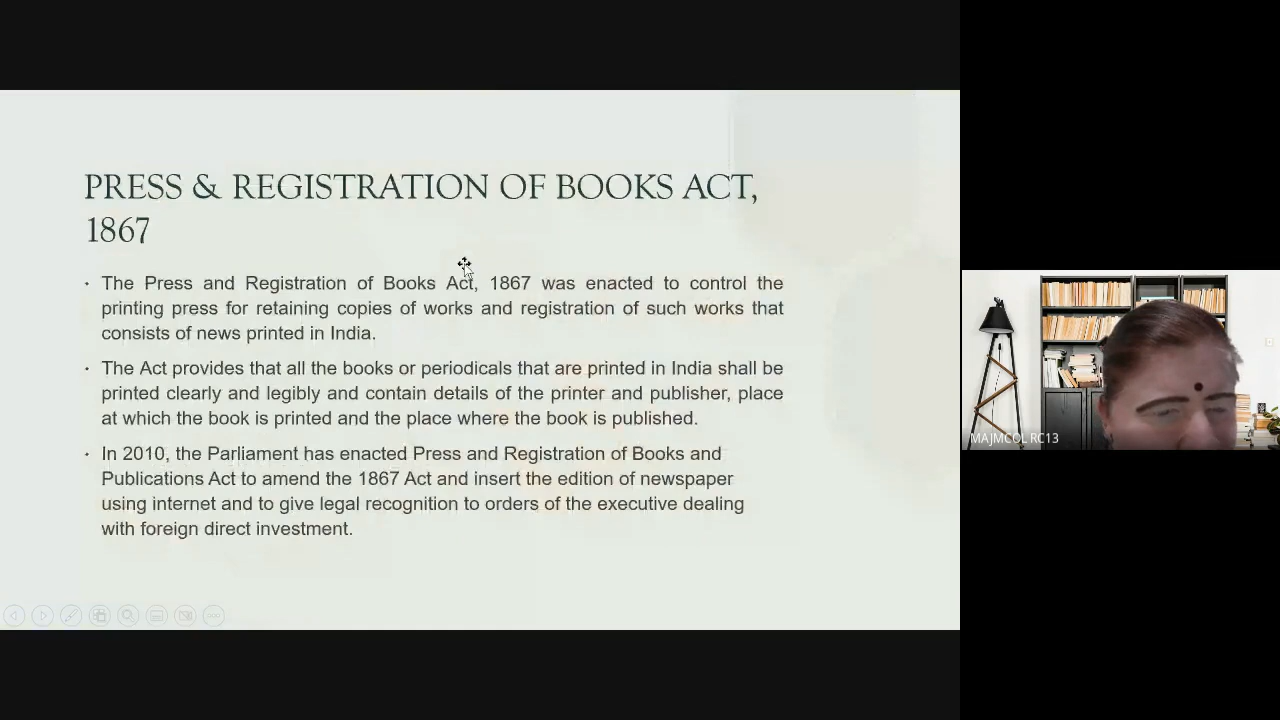 PRESS & REGISTRATION OF BOOKS ACT,
1867
• The Press and Registration of Books Act, 1867 was enacted to control the
printing press for retaining copies of works and registration of such works that
consists of news printed in India.
• The Act provides that all the books or periodicals that are printed in India shall be
printed clearly and legibly and contain details of the printer and publisher, place
at which the book is printed and the place where the book is published.
• In 2010, the Parliament has enacted Press and Registration of Books and
Publications Act to amend the 1867 Act and insert the edition of newspaper
using internet and to give legal recognition to orders of the executive dealing
with foreign direct investment.
MAJMCOL RC13